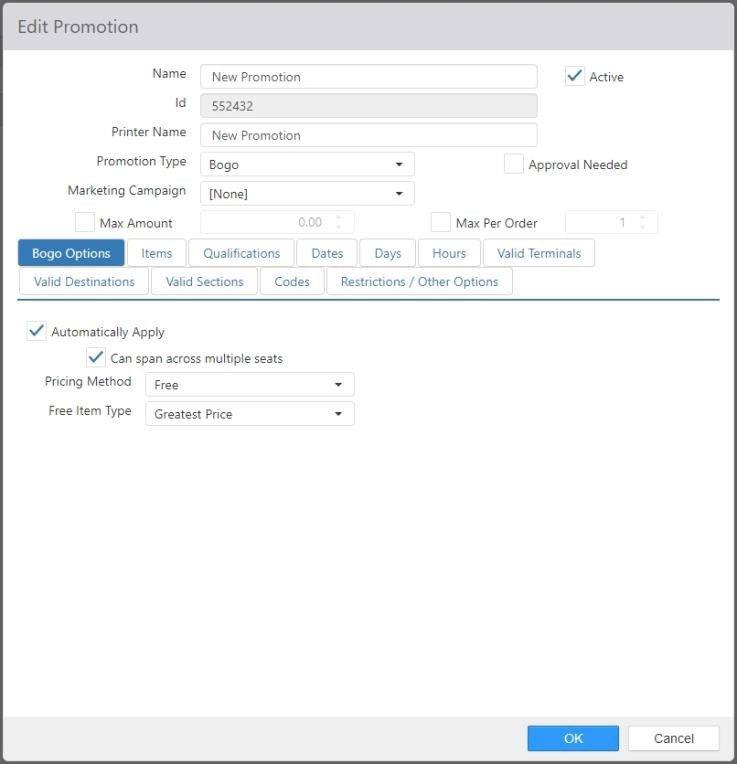 Edit Promotion
Name New Promotion Active
Id 552432
Printer Name New Promotion
Promotion Type Bogo Approval Needed
Marketing Campaign [None]
Max Amount 0.00 Max Per Order 1
Bogo Options Items Qualifications Dates Days Hours Valid Terminals
Valid Destinations Valid Sections Codes Restrictions / Other Options
Automatically Apply
Can span across multiple seats
Pricing Method Free
Free Item Type Greatest Price
OK Cancel